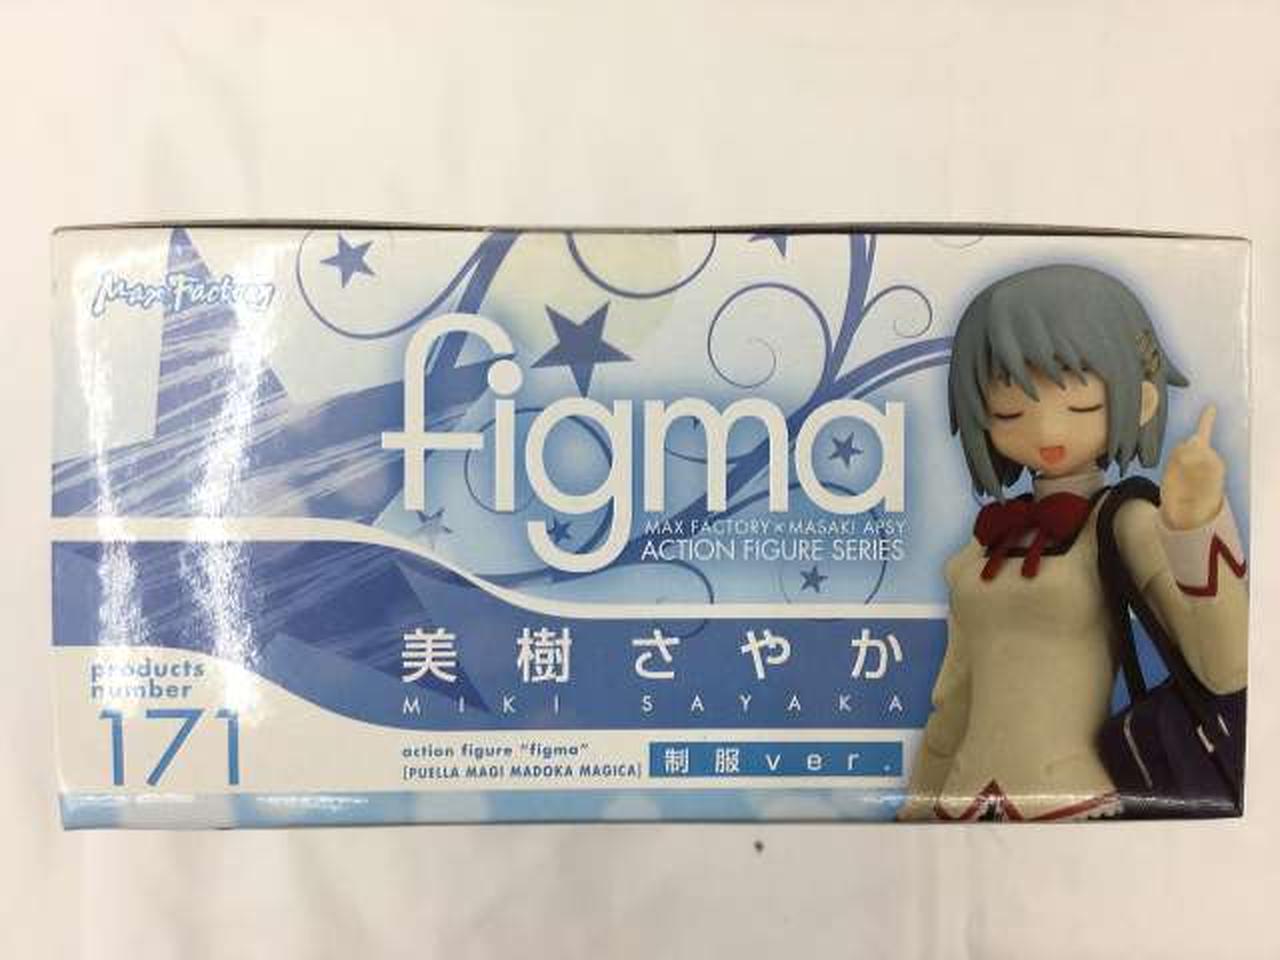 Max Factory
figma
MAX FACTORY × MASAKI APSY
ACTION FIGURE SERIES
美樹さやか
MIKI SAYAKA
products
number
171
action figure "figma"
[PUELLA MAGI MADOKA MAGICA]
制服ver.